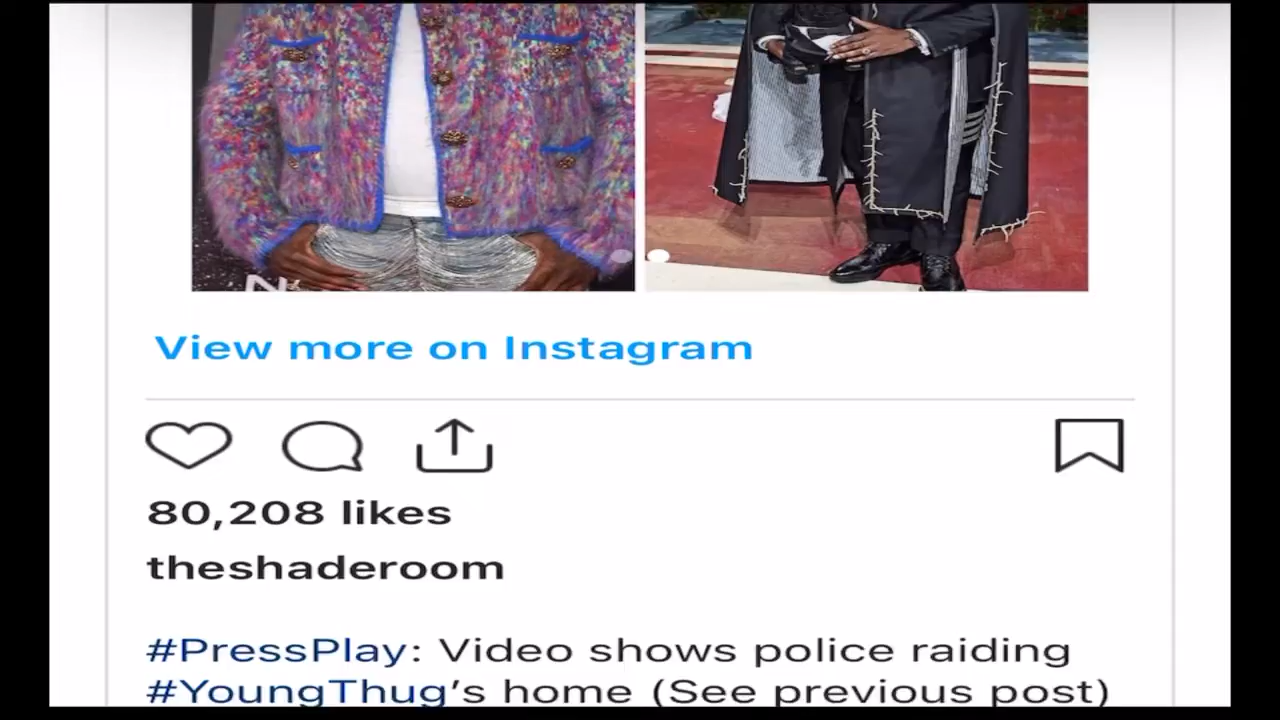 View more on Instagram
80,208 likes
theshaderoom
#PressPlay: Video shows police raiding
#YoungThug's home (See previous post)